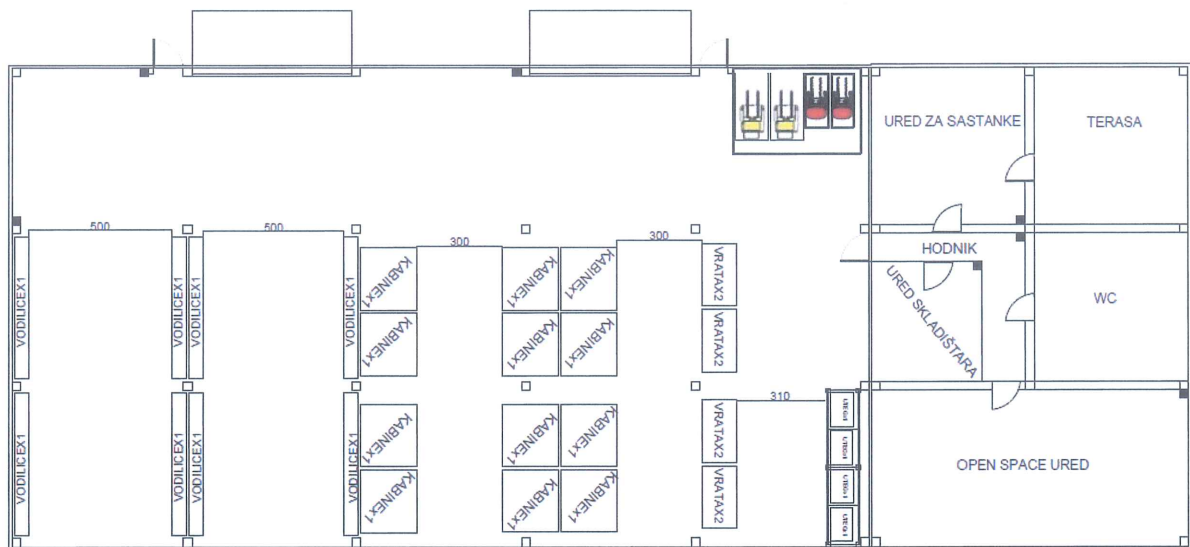 URED ZA SASTANKE
TERASA
500
500
300
300
HODNIK
URED SKLADIŠTARA
WC
VODILICEX1
VODILICEX1
VODILICEX1
VODILICEX1
KABINEX1
KABINEX1
KABINEX1
VRATAX2
KABINEX1
KABINEX1
KABINEX1
VRATAX2
310
VODILICEX1
VODILICEX1
VODILICEX1
VODILICEX1
KABINEX1
KABINEX1
KABINEX1
VRATAX2
KABINEX1
KABINEX1
KABINEX1
VRATAX2
OPEN SPACE URED